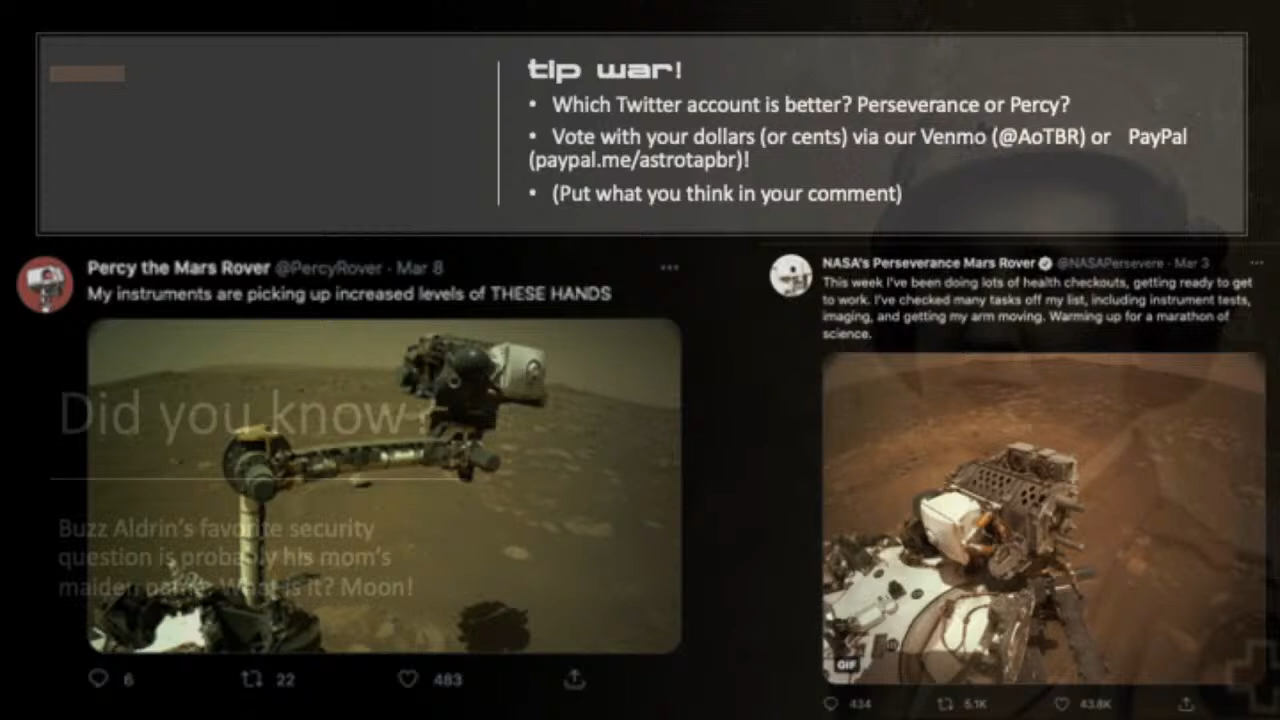 tip war!
• Which Twitter account is better? Perseverance or Percy?
• Vote with your dollars (or cents) via our Venmo (@AoTBR) or PayPal
(paypal.me/astrotapbr)!
• (Put what you think in your comment)
Percy the Mars Rover @PercyRover · Mar 8
My instruments are picking up increased levels of THESE HANDS
6 22 483
NASA's Perseverance Mars Rover @NASAPersevere · Mar 3
This week I've been doing lots of health checkouts, getting ready to get
to work. I've checked many tasks off my list, including instrument tests,
imaging, and getting my arm moving. Warming up for a marathon of
science.
GIF
434 5.1K 43.8K
Did you know?
Buzz Aldrin's favorite security
question is probably his mom's
maiden name. What is it? Moon!